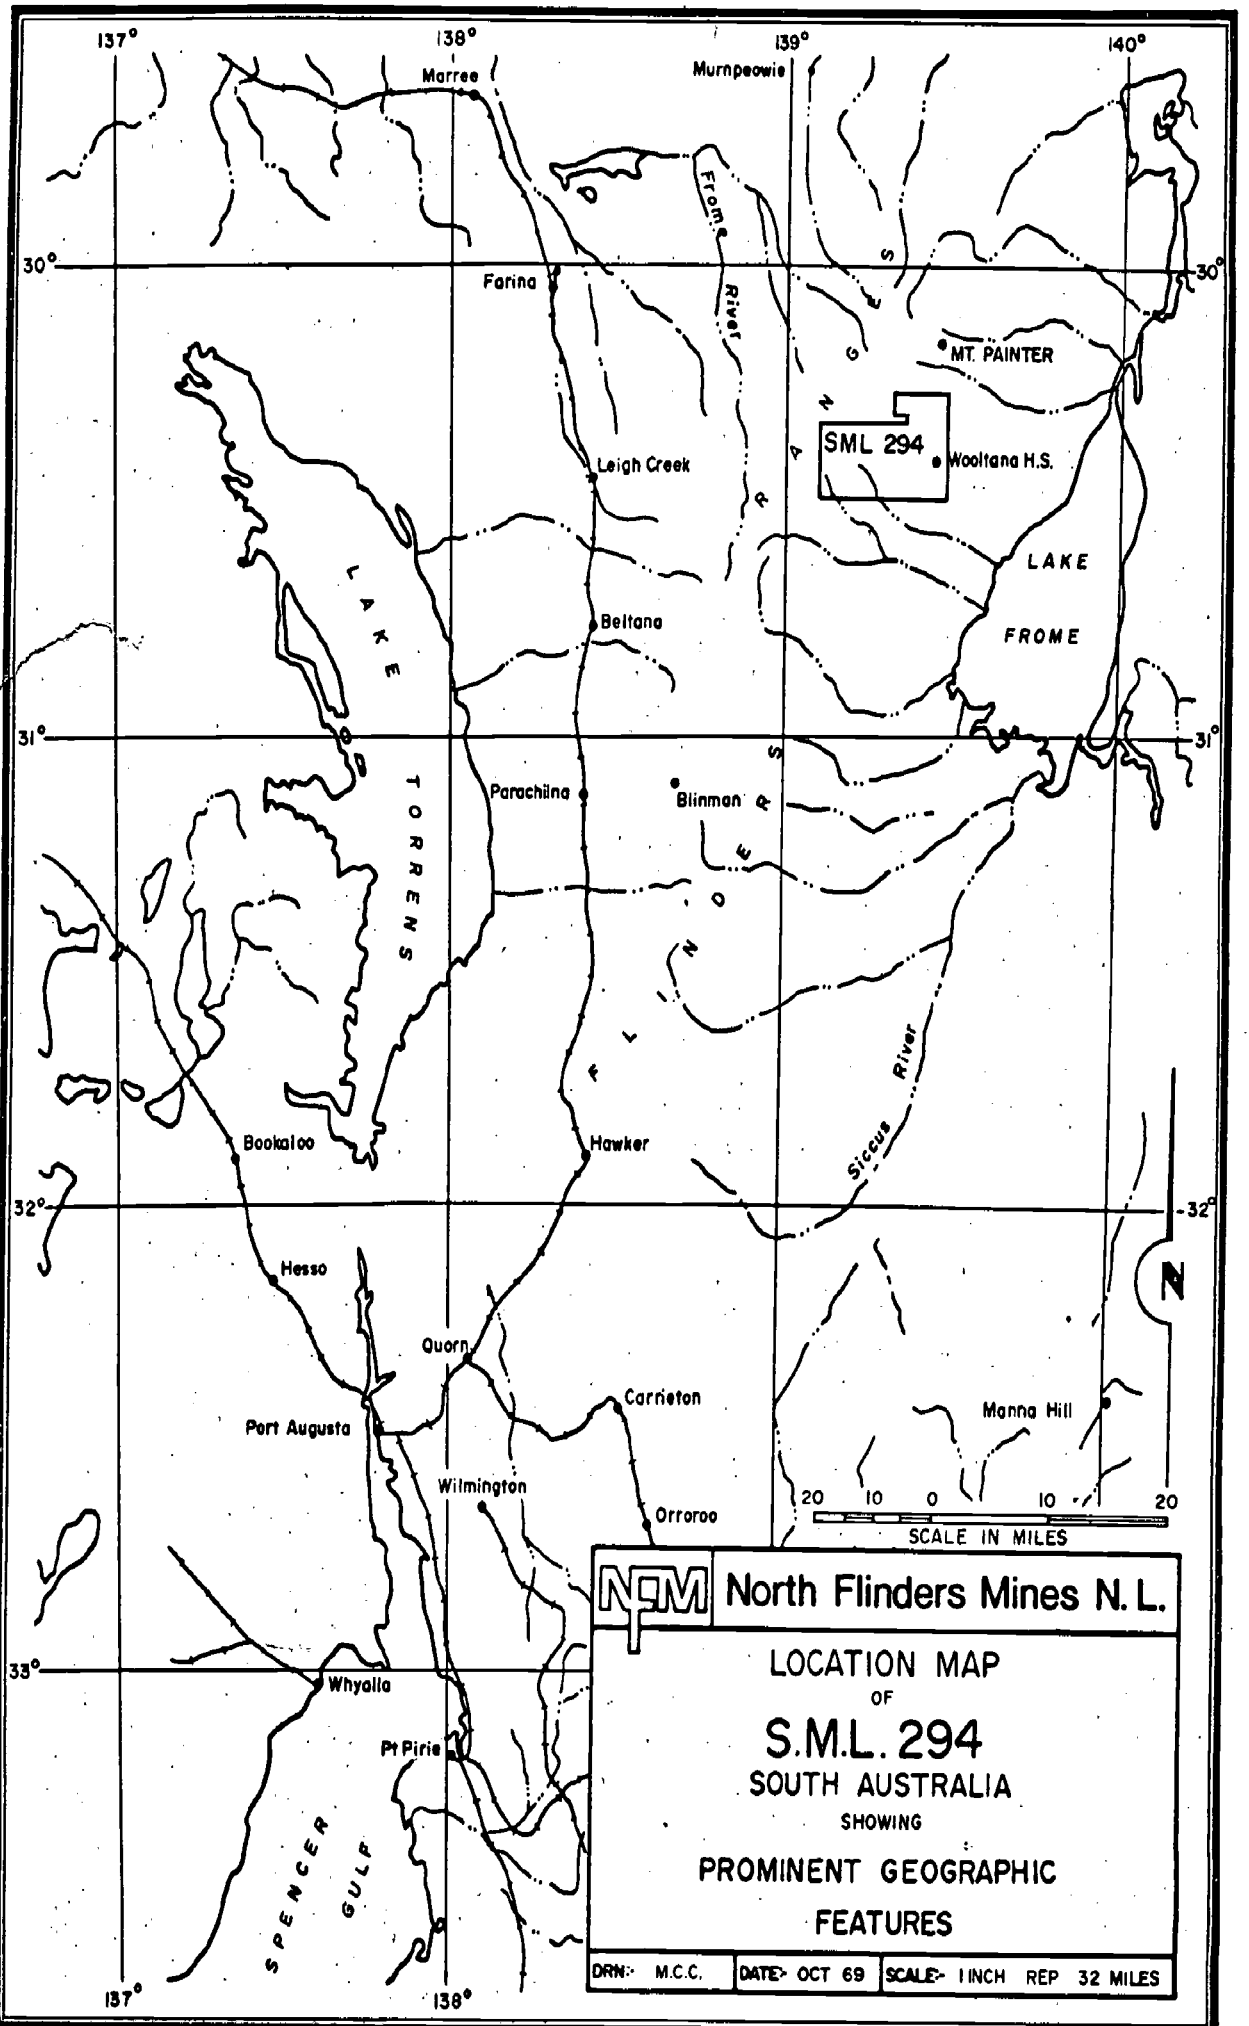 137° 138° 139° 140°
Marree
Murnpeowie
Frome River
30° 30°
Farina
MT. PAINTER
SML 294
Wooltana H.S.
Leigh Creek
LAKE
FROME
LAKE TORRENS
Beltana
31° 31°
Parachilna
Blinman
FLINDERS RANGES
Siccus River
Bookaloo
Hawker
32° 32°
N
Hesso
Quorn
Carrieton
Port Augusta
Manna Hill
Wilmington
Orroroo
20 10 0 10 20
SCALE IN MILES
NFM
North Flinders Mines N. L.
33°
Whyalla
Pt Pirie
SPENCER
GULF
LOCATION MAP
OF
S.M.L. 294
SOUTH AUSTRALIA
SHOWING
PROMINENT GEOGRAPHIC
FEATURES
DRN:- M.C.C. DATE:- OCT 69 SCALE:- 1 INCH REP 32 MILES
137° 138°